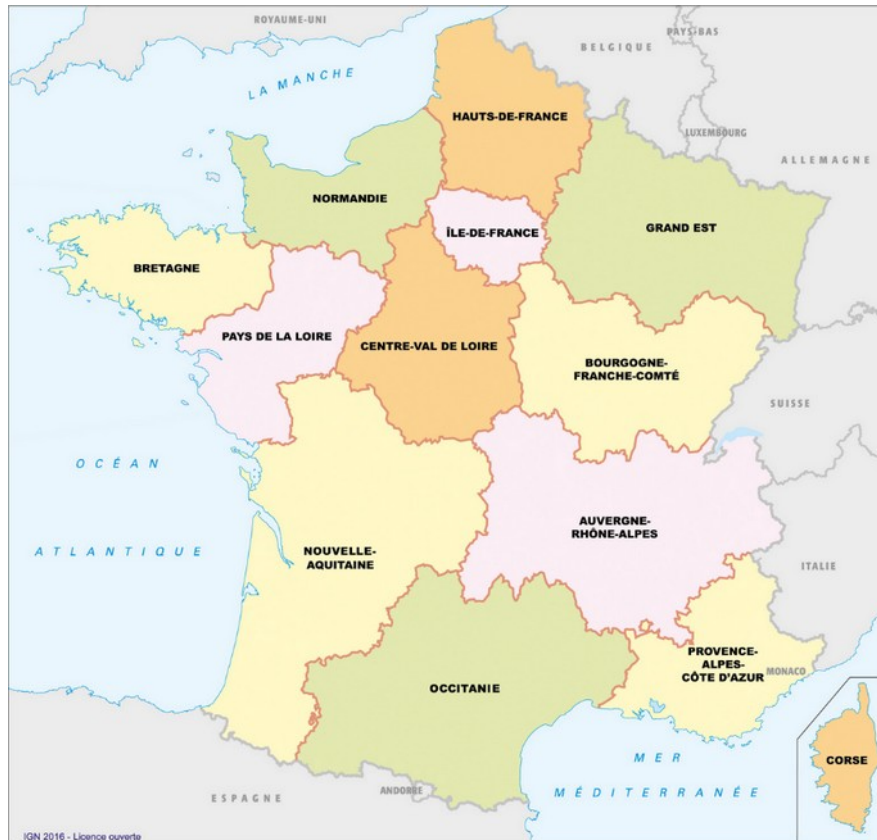 ROYAUME-UNI
PAYS-BAS
BELGIQUE
LA MANCHE
HAUTS-DE-FRANCE
LUXEMBOURG
ALLEMAGNE
NORMANDIE
ÎLE-DE-FRANCE
GRAND EST
BRETAGNE
PAYS DE LA LOIRE
CENTRE-VAL DE LOIRE
BOURGOGNE-
FRANCHE-COMTÉ
SUISSE
OCÉAN
ATLANTIQUE
AUVERGNE-
RHÔNE-ALPES
NOUVELLE-
AQUITAINE
ITALIE
PROVENCE-
ALPES-
CÔTE D'AZUR
MONACO
OCCITANIE
MER
MÉDITERRANÉE
CORSE
ESPAGNE
ANDORRE
IGN 2016 - Licence ouverte